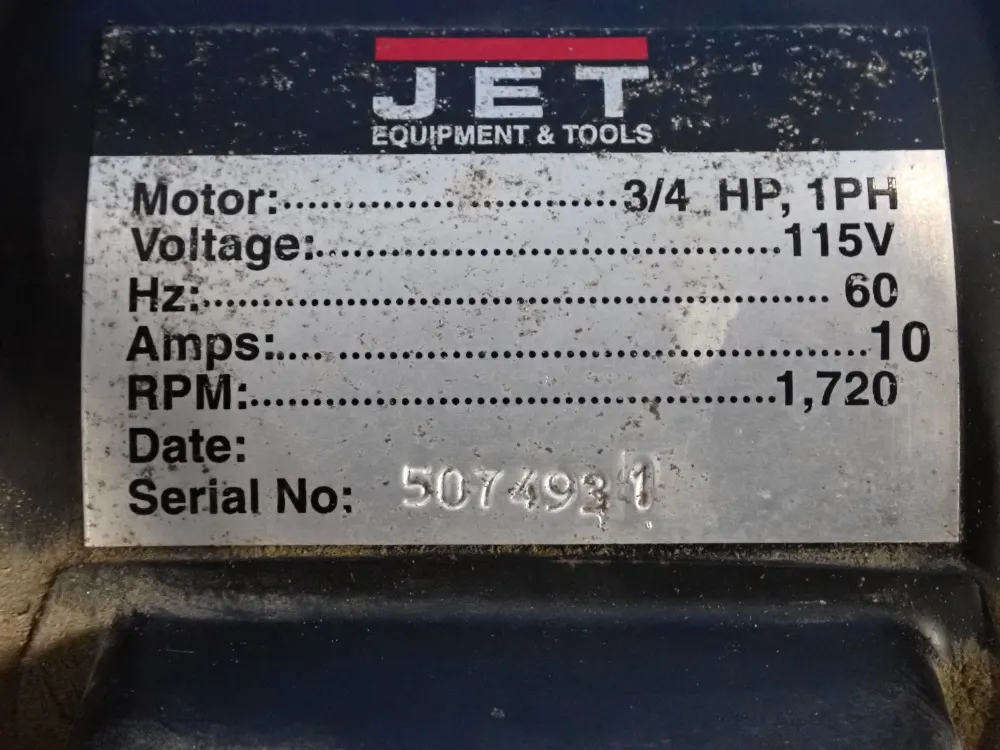 JET
EQUIPMENT & TOOLS
Motor:.................................3/4 HP, 1PH
Voltage:...........................................115V
Hz:........................................................ 60
Amps:.....................................................10
RPM:.................................................1,720
Date:
Serial No: